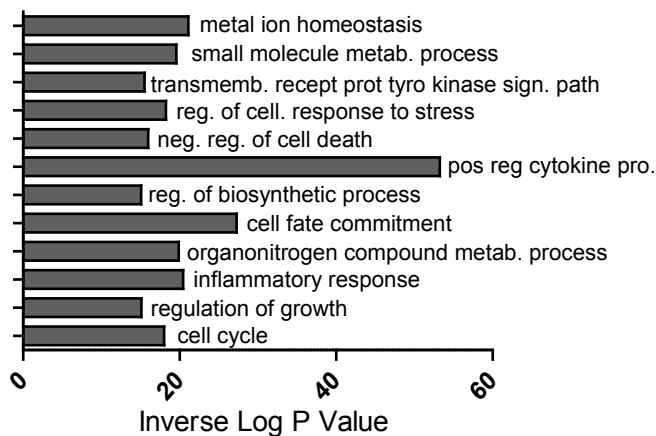 metal ion homeostasis
small molecule metab. process
transmemb. recept prot tyro kinase sign. path
reg. of cell. response to stress
neg. reg. of cell death
pos reg cytokine pro.
reg. of biosynthetic process
cell fate commitment
organonitrogen compound metab. process
inflammatory response
regulation of growth
cell cycle
0 20 40 60
Inverse Log P Value